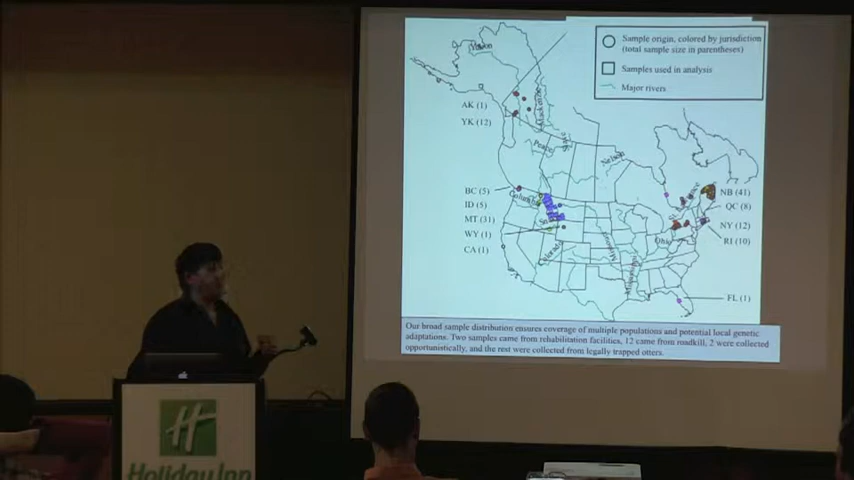 Sample origin, colored by jurisdiction
(total sample size in parentheses)
Samples used in analysis
Major rivers
Yukon
Mackenzie
AK (1)
YK (12)
Peace
Nelson
BC (5)
Columbia
ID (5)
MT (31)
WY (1)
CA (1)
Colorado
Ohio
Mississippi
NB (41)
QC (8)
NY (12)
RI (10)
FL (1)
Our broad sample distribution ensures coverage of multiple populations and potential local genetic
adaptations. Two samples came from rehabilitation facilities, 12 came from roadkill, 2 were collected
opportunistically, and the rest were collected from legally trapped otters.
H
Holiday Inn